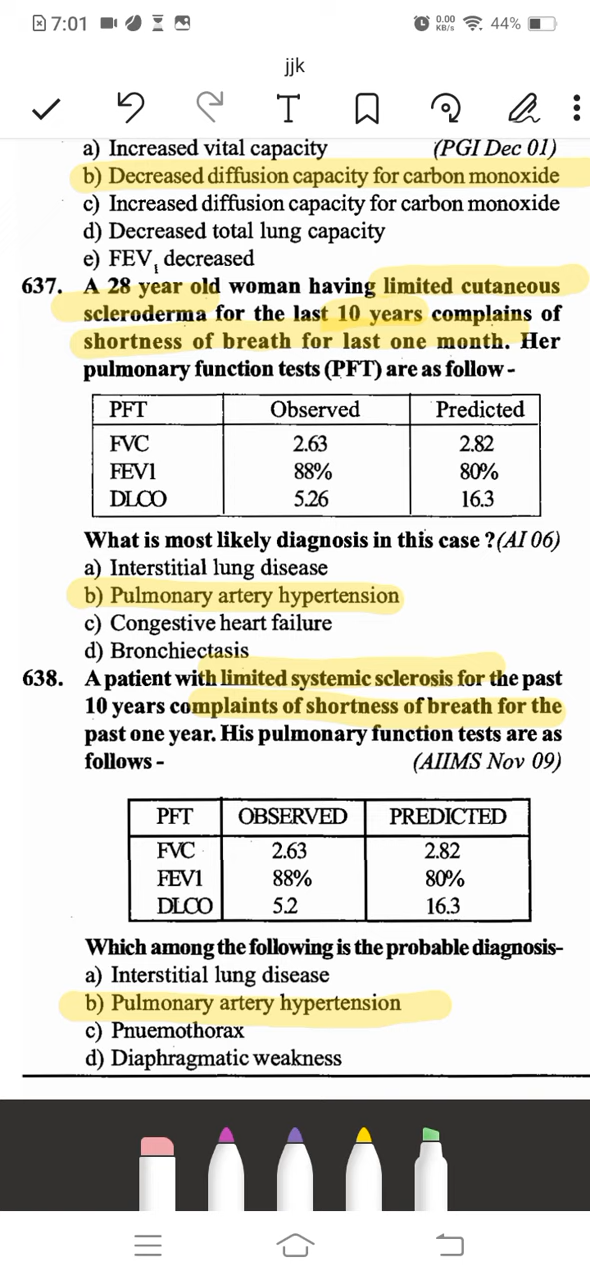 7:01
0.00 KB/s 44%
jjk
T
a) Increased vital capacity (PGI Dec 01)
b) Decreased diffusion capacity for carbon monoxide
c) Increased diffusion capacity for carbon monoxide
d) Decreased total lung capacity
e) FEV1 decreased
637. A 28 year old woman having limited cutaneous
scleroderma for the last 10 years complains of
shortness of breath for last one month. Her
pulmonary function tests (PFT) are as follow -
PFT Observed Predicted
FVC 2.63 2.82
FEV1 88% 80%
DLCO 5.26 16.3
What is most likely diagnosis in this case ? (AI 06)
a) Interstitial lung disease
b) Pulmonary artery hypertension
c) Congestive heart failure
d) Bronchiectasis
638. A patient with limited systemic sclerosis for the past
10 years complaints of shortness of breath for the
past one year. His pulmonary function tests are as
follows - (AIIMS Nov 09)
PFT OBSERVED PREDICTED
FVC 2.63 2.82
FEV1 88% 80%
DLCO 5.2 16.3
Which among the following is the probable diagnosis-
a) Interstitial lung disease
b) Pulmonary artery hypertension
c) Pnuemothorax
d) Diaphragmatic weakness